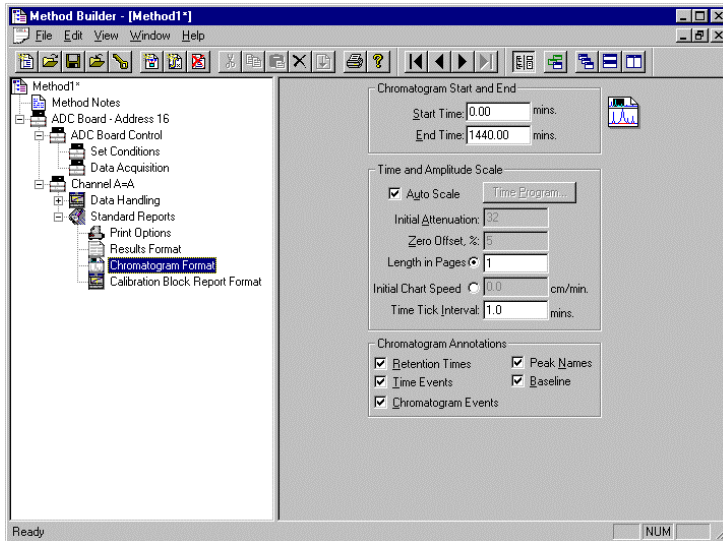 Method Builder - [Method1*]
File Edit View Window Help
Method1*
Method Notes
ADC Board - Address 16
ADC Board Control
Set Conditions
Data Acquisition
Channel A=A
Data Handling
Standard Reports
Print Options
Results Format
Chromatogram Format
Calibration Block Report Format
Chromatogram Start and End
Start Time: 0.00 mins.
End Time: 1440.00 mins.
Time and Amplitude Scale
Auto Scale Time Program...
Initial Attenuation: 32
Zero Offset, %: 5
Length in Pages 1
Initial Chart Speed 0.0 cm/min.
Time Tick Interval: 1.0 mins.
Chromatogram Annotations
Retention Times Peak Names
Time Events Baseline
Chromatogram Events
Ready NUM